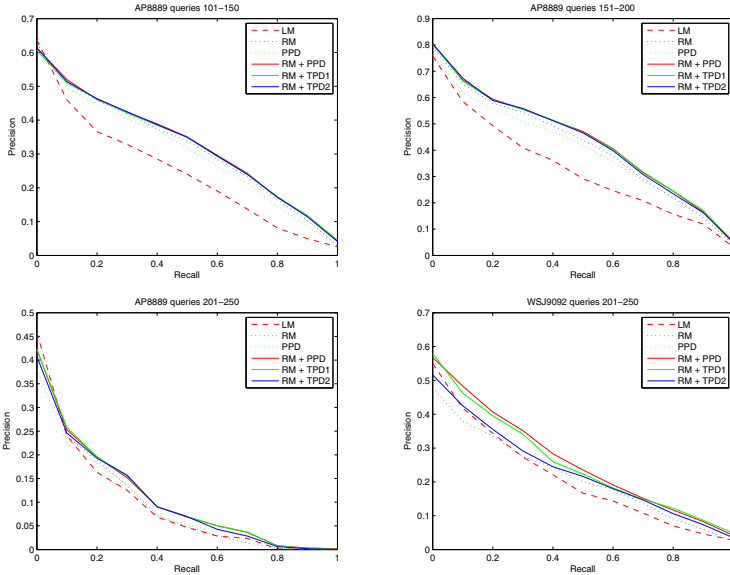 AP8889 queries 101−150
0.7
0.6
0.5
0.4
0.3
0.2
0.1
0
Precision
0
0.2
0.4
0.6
0.8
1
Recall
LM
RM
PPD
RM + PPD
RM + TPD1
RM + TPD2
AP8889 queries 151−200
0.9
0.8
0.7
0.6
0.5
0.4
0.3
0.2
0.1
0
Precision
0
0.2
0.4
0.6
0.8
1
Recall
LM
RM
PPD
RM + PPD
RM + TPD1
RM + TPD2
AP8889 queries 201−250
0.5
0.45
0.4
0.35
0.3
0.25
0.2
0.15
0.1
0.05
0
Precision
0
0.2
0.4
0.6
0.8
1
Recall
LM
RM
PPD
RM + PPD
RM + TPD1
RM + TPD2
WSJ9092 queries 201−250
0.7
0.6
0.5
0.4
0.3
0.2
0.1
0
Precision
0
0.2
0.4
0.6
0.8
1
Recall
LM
RM
PPD
RM + PPD
RM + TPD1
RM + TPD2